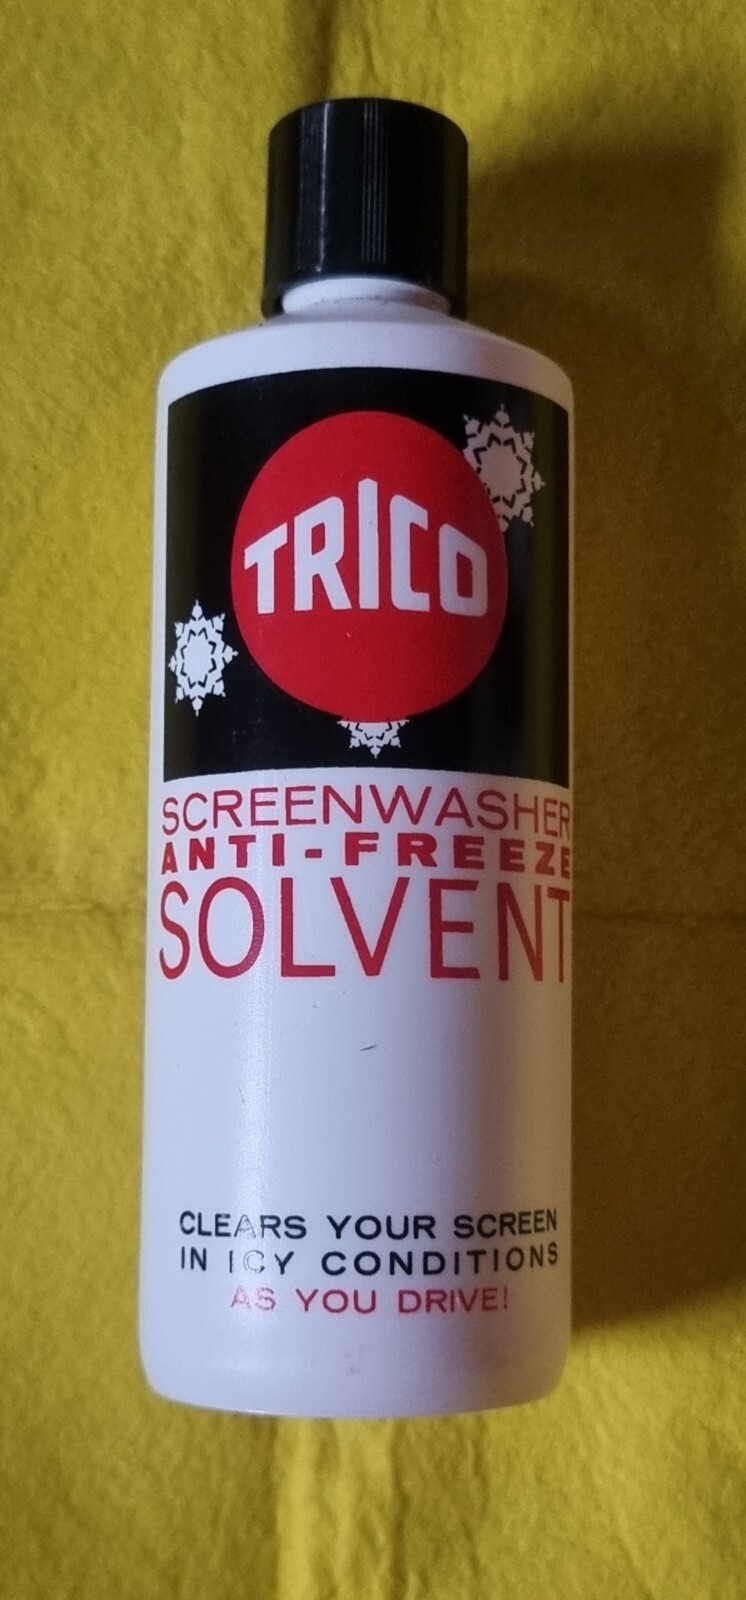 TRICO
SCREENWASHER
ANTI-FREEZE
SOLVENT
CLEARS YOUR SCREEN
IN ICY CONDITIONS
AS YOU DRIVE!